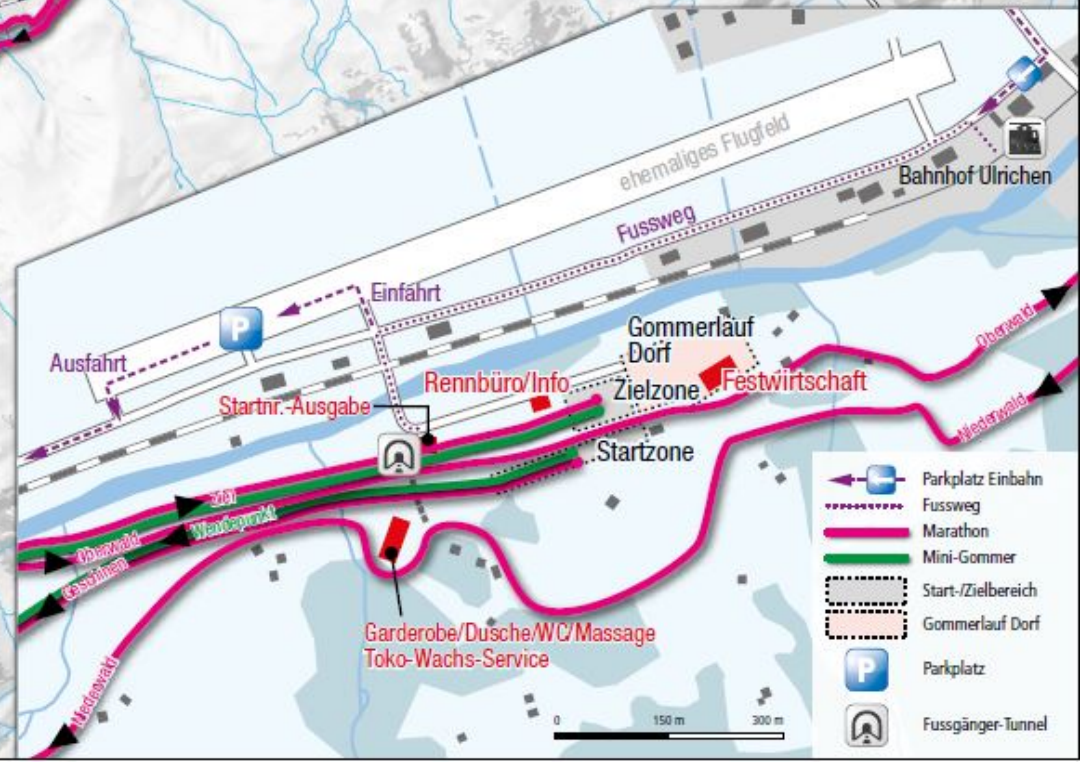 ehemaliges Flugfeld
Bahnhof Ulrichen
Fussweg
Einfahrt
P
Ausfahrt
Gommerlauf
Dorf
Rennbüro/Info
Zielzone
Festwirtschaft
Startnr.-Ausgabe
Startzone
Oberwald
Niederwald
Ziel
Wendepunkt
Oberwald
Geschinen
Niederwald
Garderobe/Dusche/WC/Massage
Toko-Wachs-Service
0 150 m 300 m
Parkplatz Einbahn
Fussweg
Marathon
Mini-Gommer
Start-/Zielbereich
Gommerlauf Dorf
P Parkplatz
Fussgänger-Tunnel